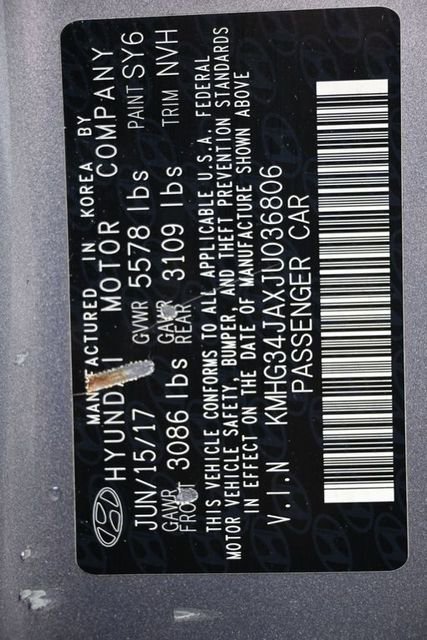 MANUFACTURED IN KOREA BY
HYUNDAI MOTOR COMPANY
JUN/15/17 GVWR 5578 lbs PAINT SY6
GAWR FRONT 3086 lbs GAWR REAR 3109 lbs TRIM NVH
THIS VEHICLE CONFORMS TO ALL APPLICABLE U.S.A. FEDERAL
MOTOR VEHICLE SAFETY, BUMPER, AND THEFT PREVENTION STANDARDS
IN EFFECT ON THE DATE OF MANUFACTURE SHOWN ABOVE
V.I.N KMHG34JAXJU036806
PASSENGER CAR